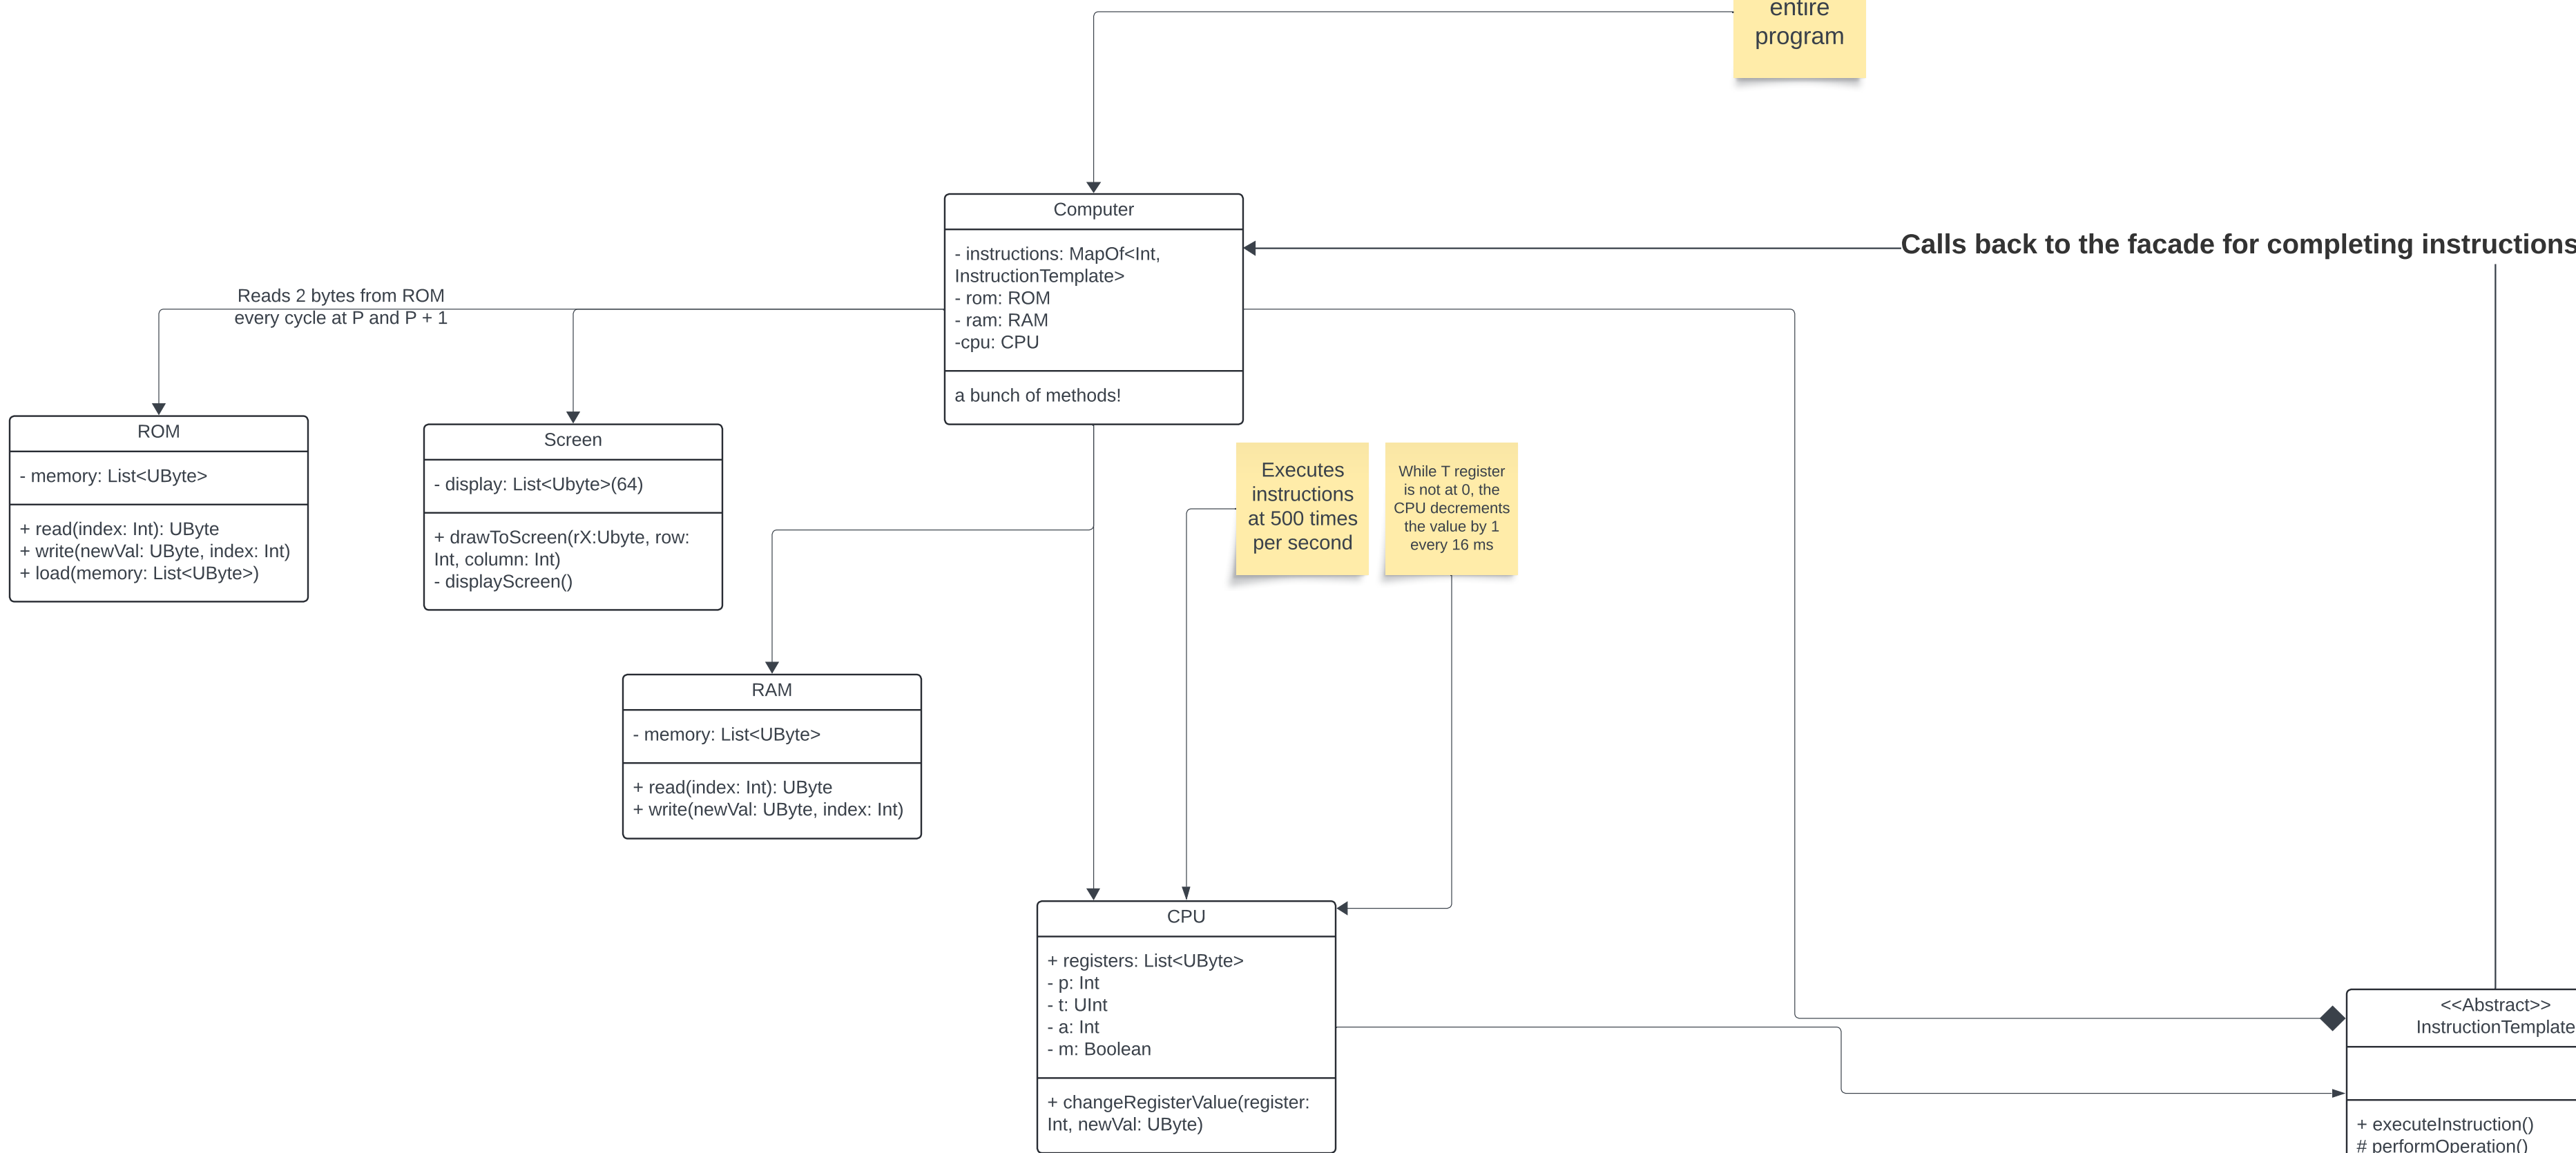 entire
program
Computer
- instructions: MapOf<Int,
InstructionTemplate>
- rom: ROM
- ram: RAM
-cpu: CPU
a bunch of methods!
Calls back to the facade for completing instructions
Reads 2 bytes from ROM
every cycle at P and P + 1
ROM
- memory: List<UByte>
+ read(index: Int): UByte
+ write(newVal: UByte, index: Int)
+ load(memory: List<UByte>)
Screen
- display: List<Ubyte>(64)
+ drawToScreen(rX:Ubyte, row:
Int, column: Int)
- displayScreen()
Executes
instructions
at 500 times
per second
While T register
is not at 0, the
CPU decrements
the value by 1
every 16 ms
RAM
- memory: List<UByte>
+ read(index: Int): UByte
+ write(newVal: UByte, index: Int)
CPU
+ registers: List<UByte>
- p: Int
- t: UInt
- a: Int
- m: Boolean
+ changeRegisterValue(register:
Int, newVal: UByte)
<<Abstract>>
InstructionTemplate
+ executeInstruction()
# performOperation()